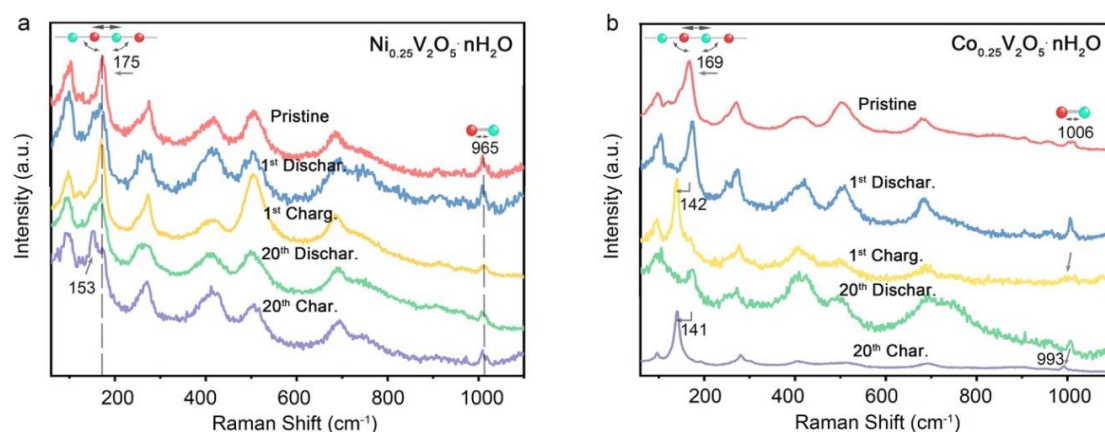 a
Ni0.25V2O5·nH2O
175
Pristine
965
1st Dischar.
1st Charg.
20th Dischar.
153
20th Char.
Intensity (a.u.)
200 400 600 800 1000
Raman Shift (cm-1)
b
Co0.25V2O5·nH2O
169
Pristine
1006
1st Dischar.
142
1st Charg.
20th Dischar.
141
993
20th Char.
Intensity (a.u.)
200 400 600 800 1000
Raman Shift (cm-1)